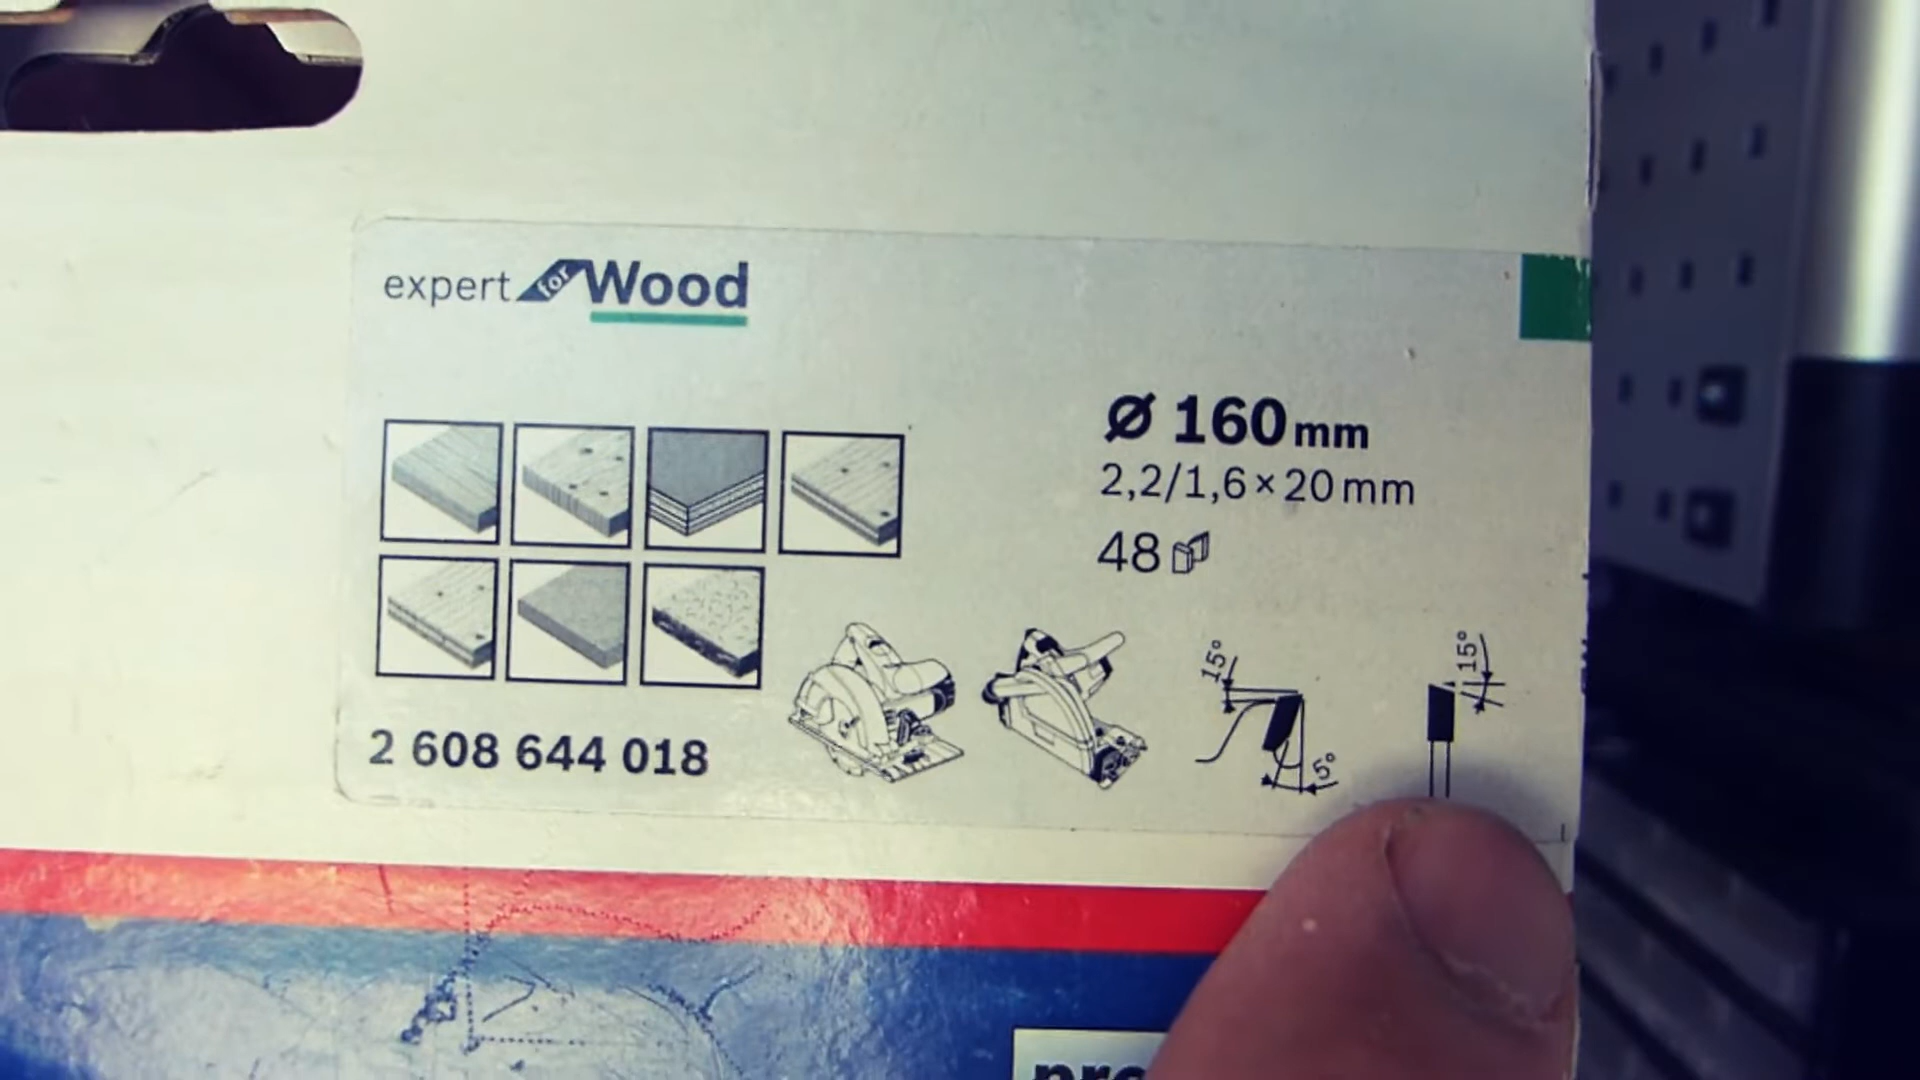 expert for Wood
Ø 160 mm
2,2/1,6 × 20 mm
48
15°
5°
15°
2 608 644 018